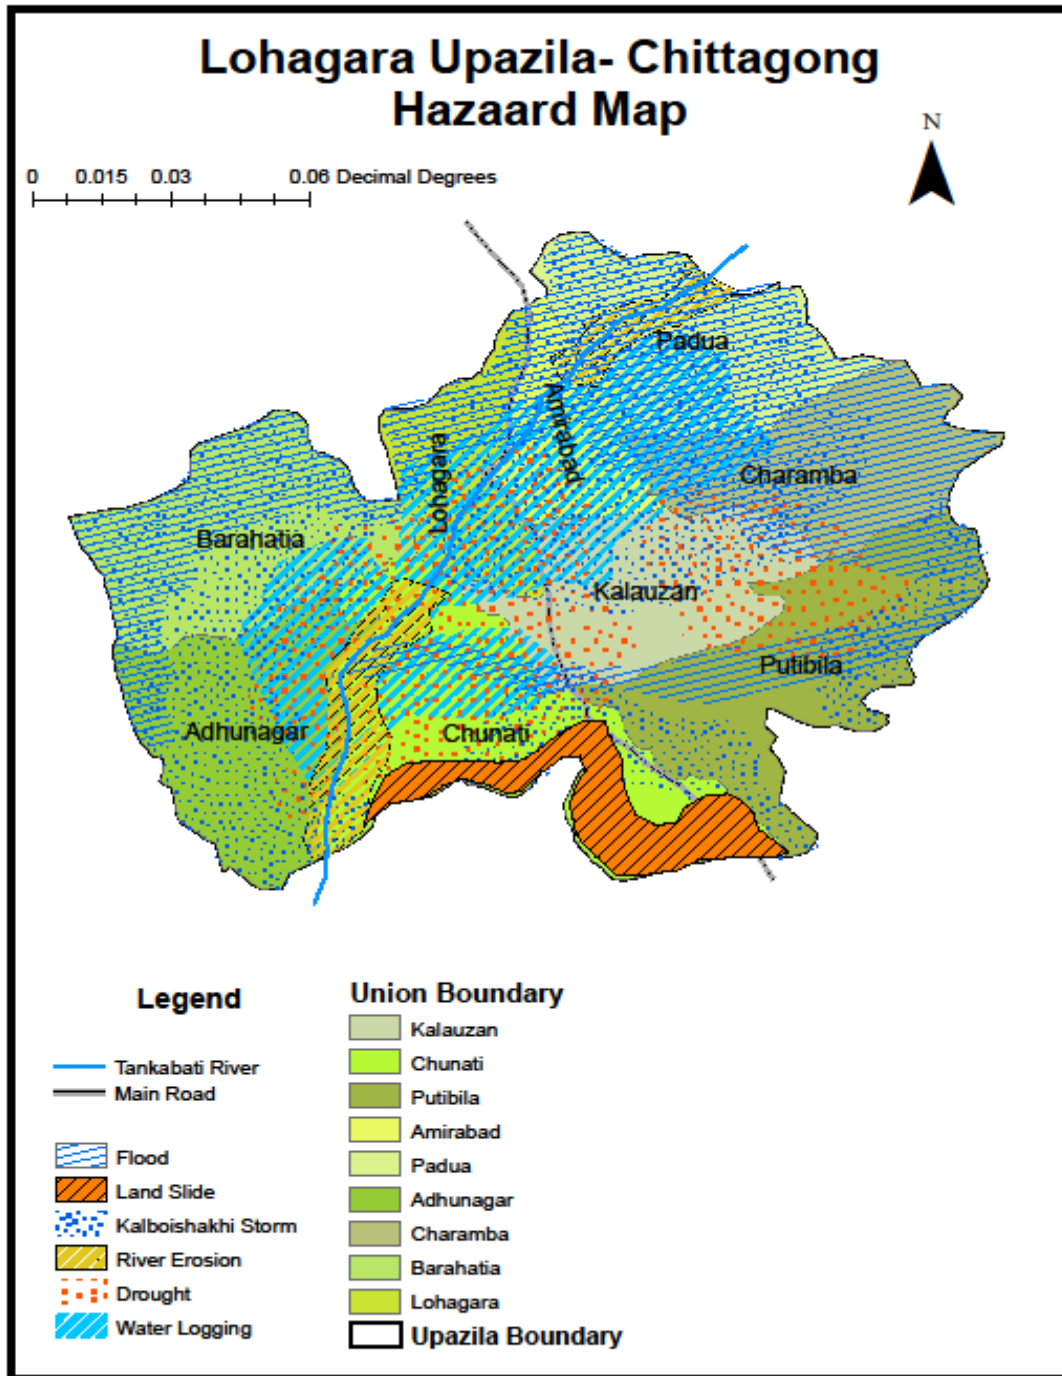 Lohagara Upazila- Chittagong
Hazaard Map
N
0 0.015 0.03 0.06 Decimal Degrees
Padua
Amirabad
Lohagara
Charamba
Barahatia
Kalauzan
Putibila
Adhunagar
Chunati
Legend
Tankabati River
Main Road
Flood
Land Slide
Kalboishakhi Storm
River Erosion
Drought
Water Logging
Union Boundary
Kalauzan
Chunati
Putibila
Amirabad
Padua
Adhunagar
Charamba
Barahatia
Lohagara
Upazila Boundary